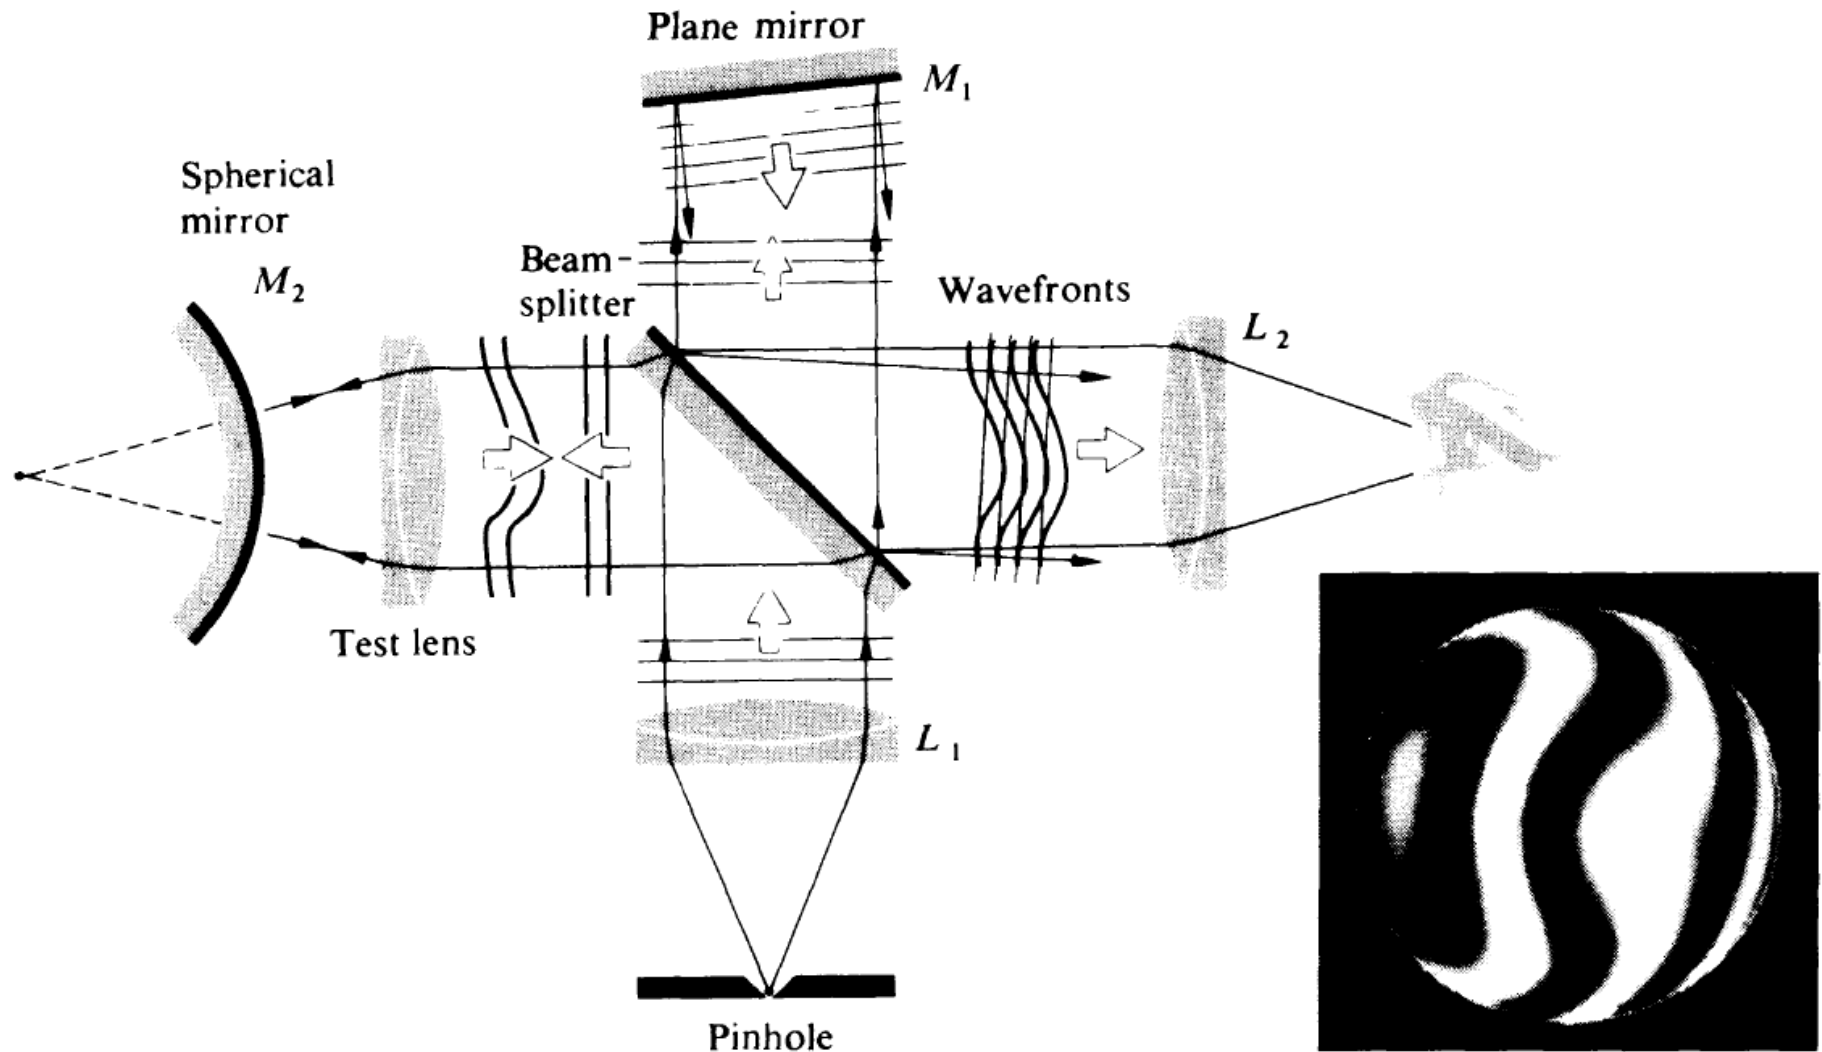 Plane mirror
M1
Spherical
mirror
M2
Beam-
splitter
Wavefronts
L2
Test lens
L1
Pinhole